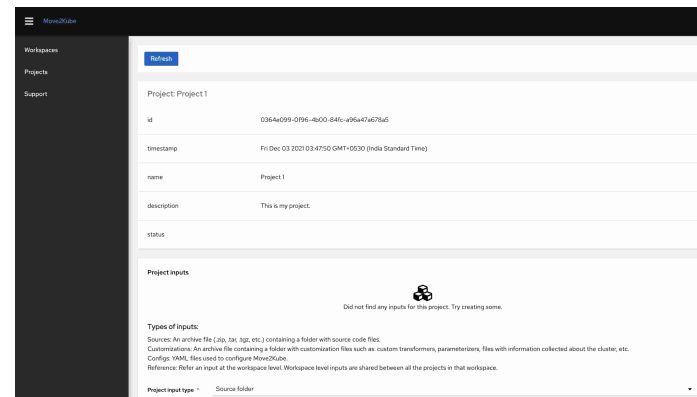 Move2Kube
Workspaces
Projects
Support
Refresh
Project: Project 1
id 0364e099-0f96-4b00-84fc-a96a47a678a5
timestamp Fri Dec 03 2021 03:47:50 GMT+0530 (India Standard Time)
name Project 1
description This is my project.
status
Project inputs
Did not find any inputs for this project. Try creating some.
Types of inputs:
Sources: An archive file (.zip, .tar, .tgz, etc.) containing a folder with source code files.
Customizations: An archive file containing a folder with customization files such as: custom transformers, parameterizers, files with information collected about the cluster, etc.
Configs: YAML files used to configure Move2Kube.
Reference: Refer an input at the workspace level. Workspace level inputs are shared between all the projects in that workspace.
Project input type * Source folder